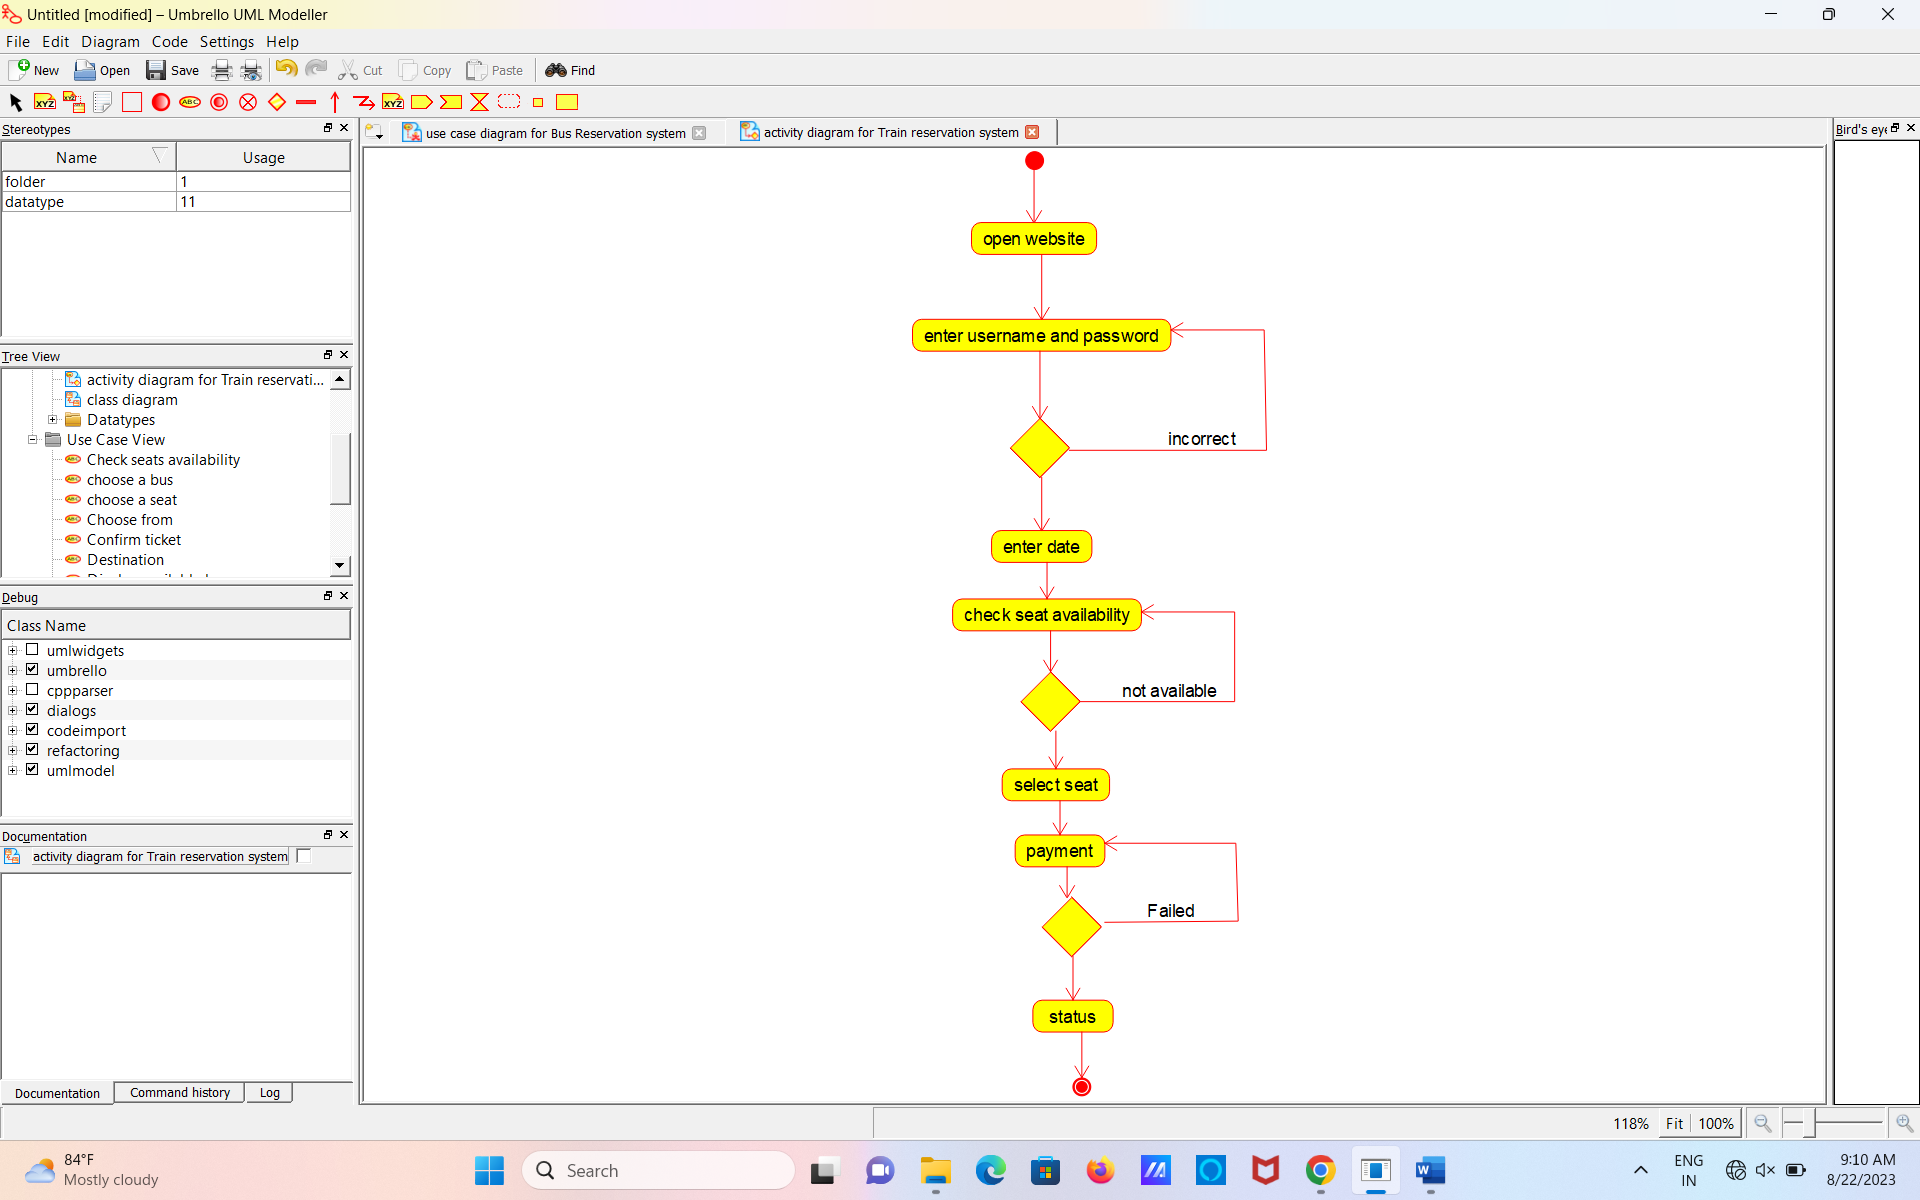 Untitled [modified] – Umbrello UML Modeller
File Edit Diagram Code Settings Help
New Open Save Cut Copy Paste Find
XYZ XYZ ABC XYZ
Stereotypes
Name Usage
folder 1
datatype 11
Tree View
activity diagram for Train reservati...
class diagram
Datatypes
Use Case View
Check seats availability
choose a bus
choose a seat
Choose from
Confirm ticket
Destination
Debug
Class Name
umlwidgets
umbrello
cppparser
dialogs
codeimport
refactoring
umlmodel
Documentation
activity diagram for Train reservation system
Documentation Command history Log
use case diagram for Bus Reservation system
activity diagram for Train reservation system
open website
enter username and password
incorrect
enter date
check seat availability
not available
select seat
payment
Failed
status
Bird's eye
118% Fit 100%
84°F
Mostly cloudy
Search
ENG
IN
9:10 AM
8/22/2023